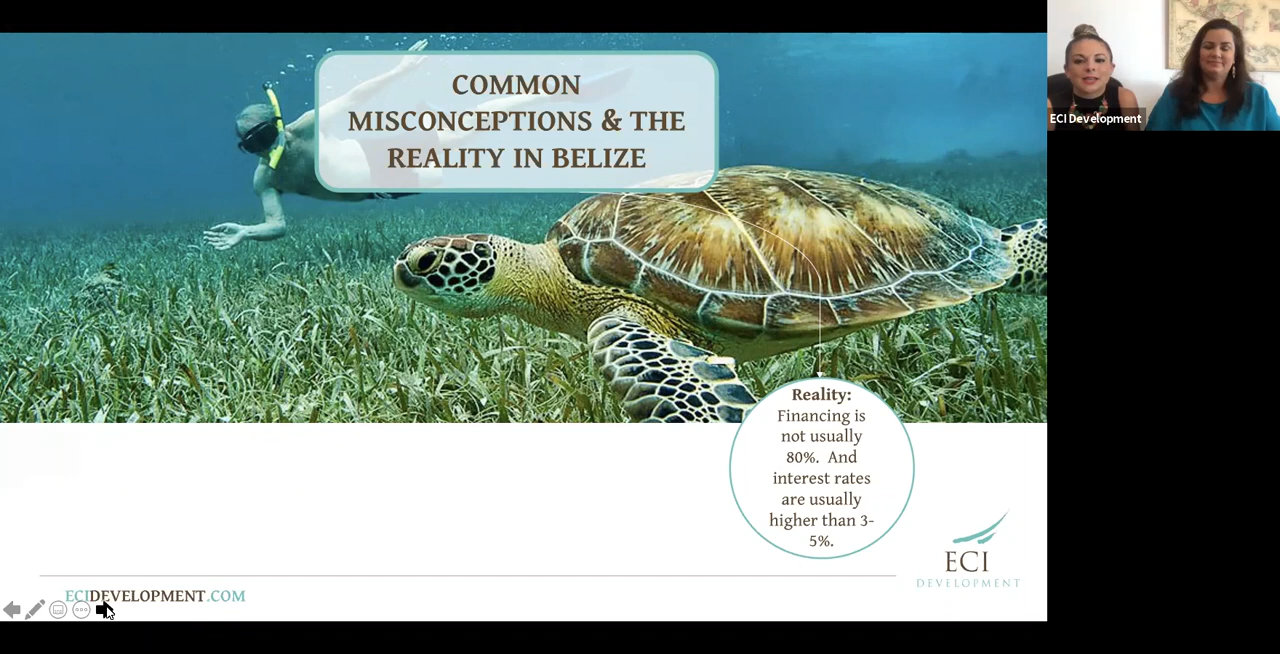 COMMON
MISCONCEPTIONS & THE
REALITY IN BELIZE
ECI Development
Reality:
Financing is
not usually
80%. And
interest rates
are usually
higher than 3-
5%.
ECI
DEVELOPMENT
ECIDEVELOPMENT.COM